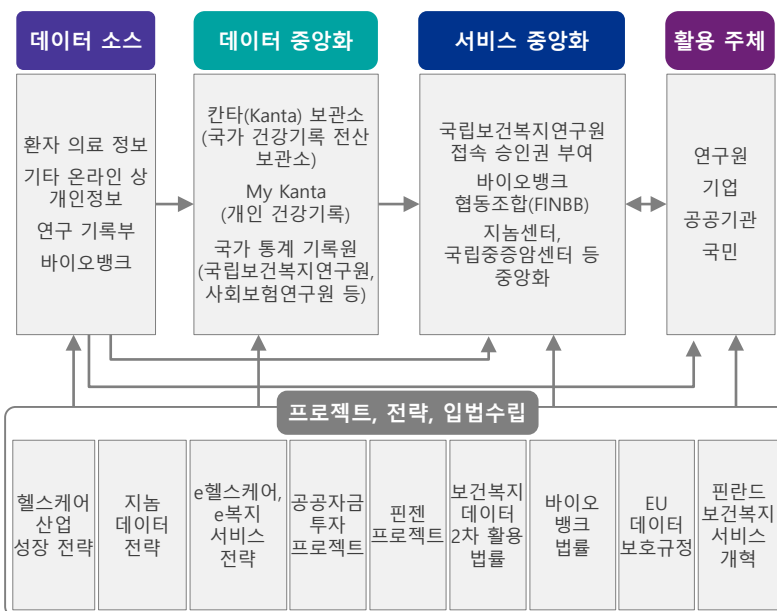 데이터 소스
환자 의료 정보
기타 온라인 상
개인정보
연구 기록부
바이오뱅크
데이터 중앙화
칸타(Kanta) 보관소
(국가 건강기록 전산
보관소)
My Kanta
(개인 건강기록)
국가 통계 기록원
(국립보건복지연구원,
사회보험연구원 등)
서비스 중앙화
국립보건복지연구원
접속 승인권 부여
바이오뱅크
협동조합(FINBB)
지놈센터,
국립중증암센터 등
중앙화
활용 주체
연구원
기업
공공기관
국민
프로젝트, 전략, 입법수립
헬스케어
산업
성장 전략
지놈
데이터
전략
e헬스케어,
e복지
서비스
전략
공공자금
투자
프로젝트
핀젠
프로젝트
보건복지
데이터
2차 활용
법률
바이오
뱅크
법률
EU
데이터
보호규정
핀란드
보건복지
서비스
개혁